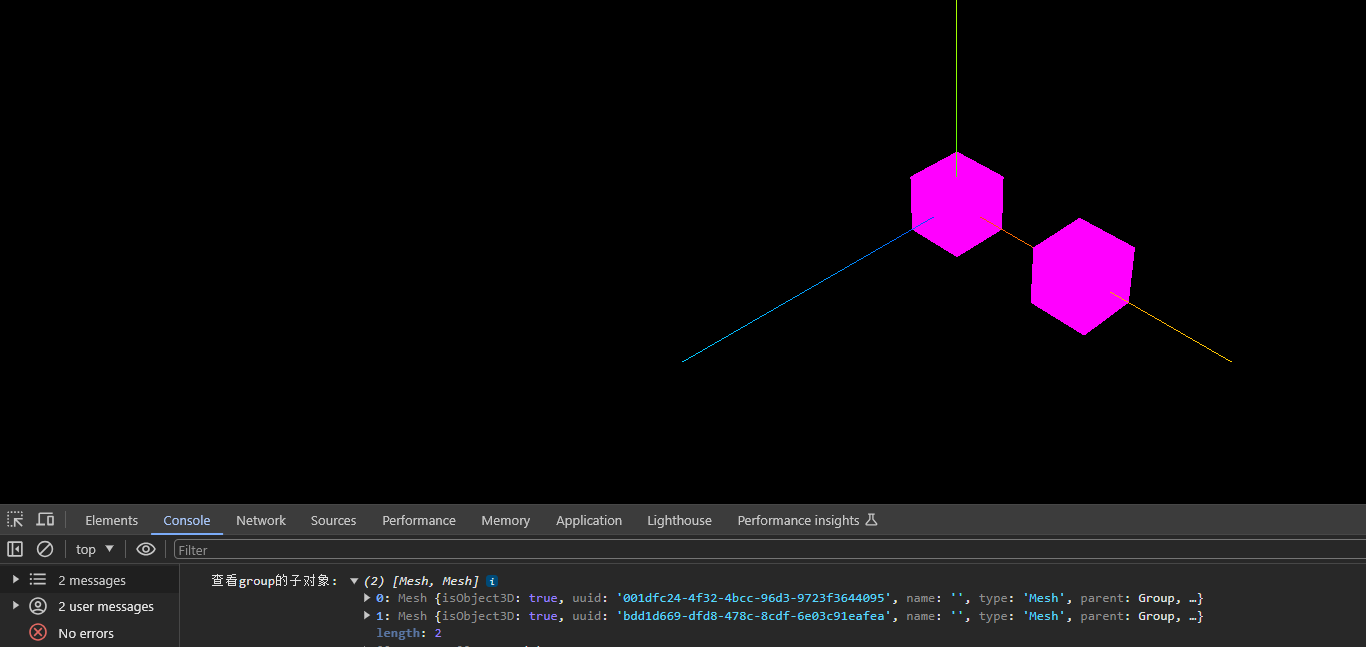 Elements Console Network Sources Performance Memory Application Lighthouse Performance insights
top Filter
2 messages
2 user messages
No errors
查看group的子对象: (2) [Mesh, Mesh] i
0: Mesh {isObject3D: true, uuid: '001dfc24-4f32-4bcc-96d3-9723f3644095', name: '', type: 'Mesh', parent: Group, …}
1: Mesh {isObject3D: true, uuid: 'bdd1d669-dfd8-478c-8cdf-6e03c91eafea', name: '', type: 'Mesh', parent: Group, …}
length: 2